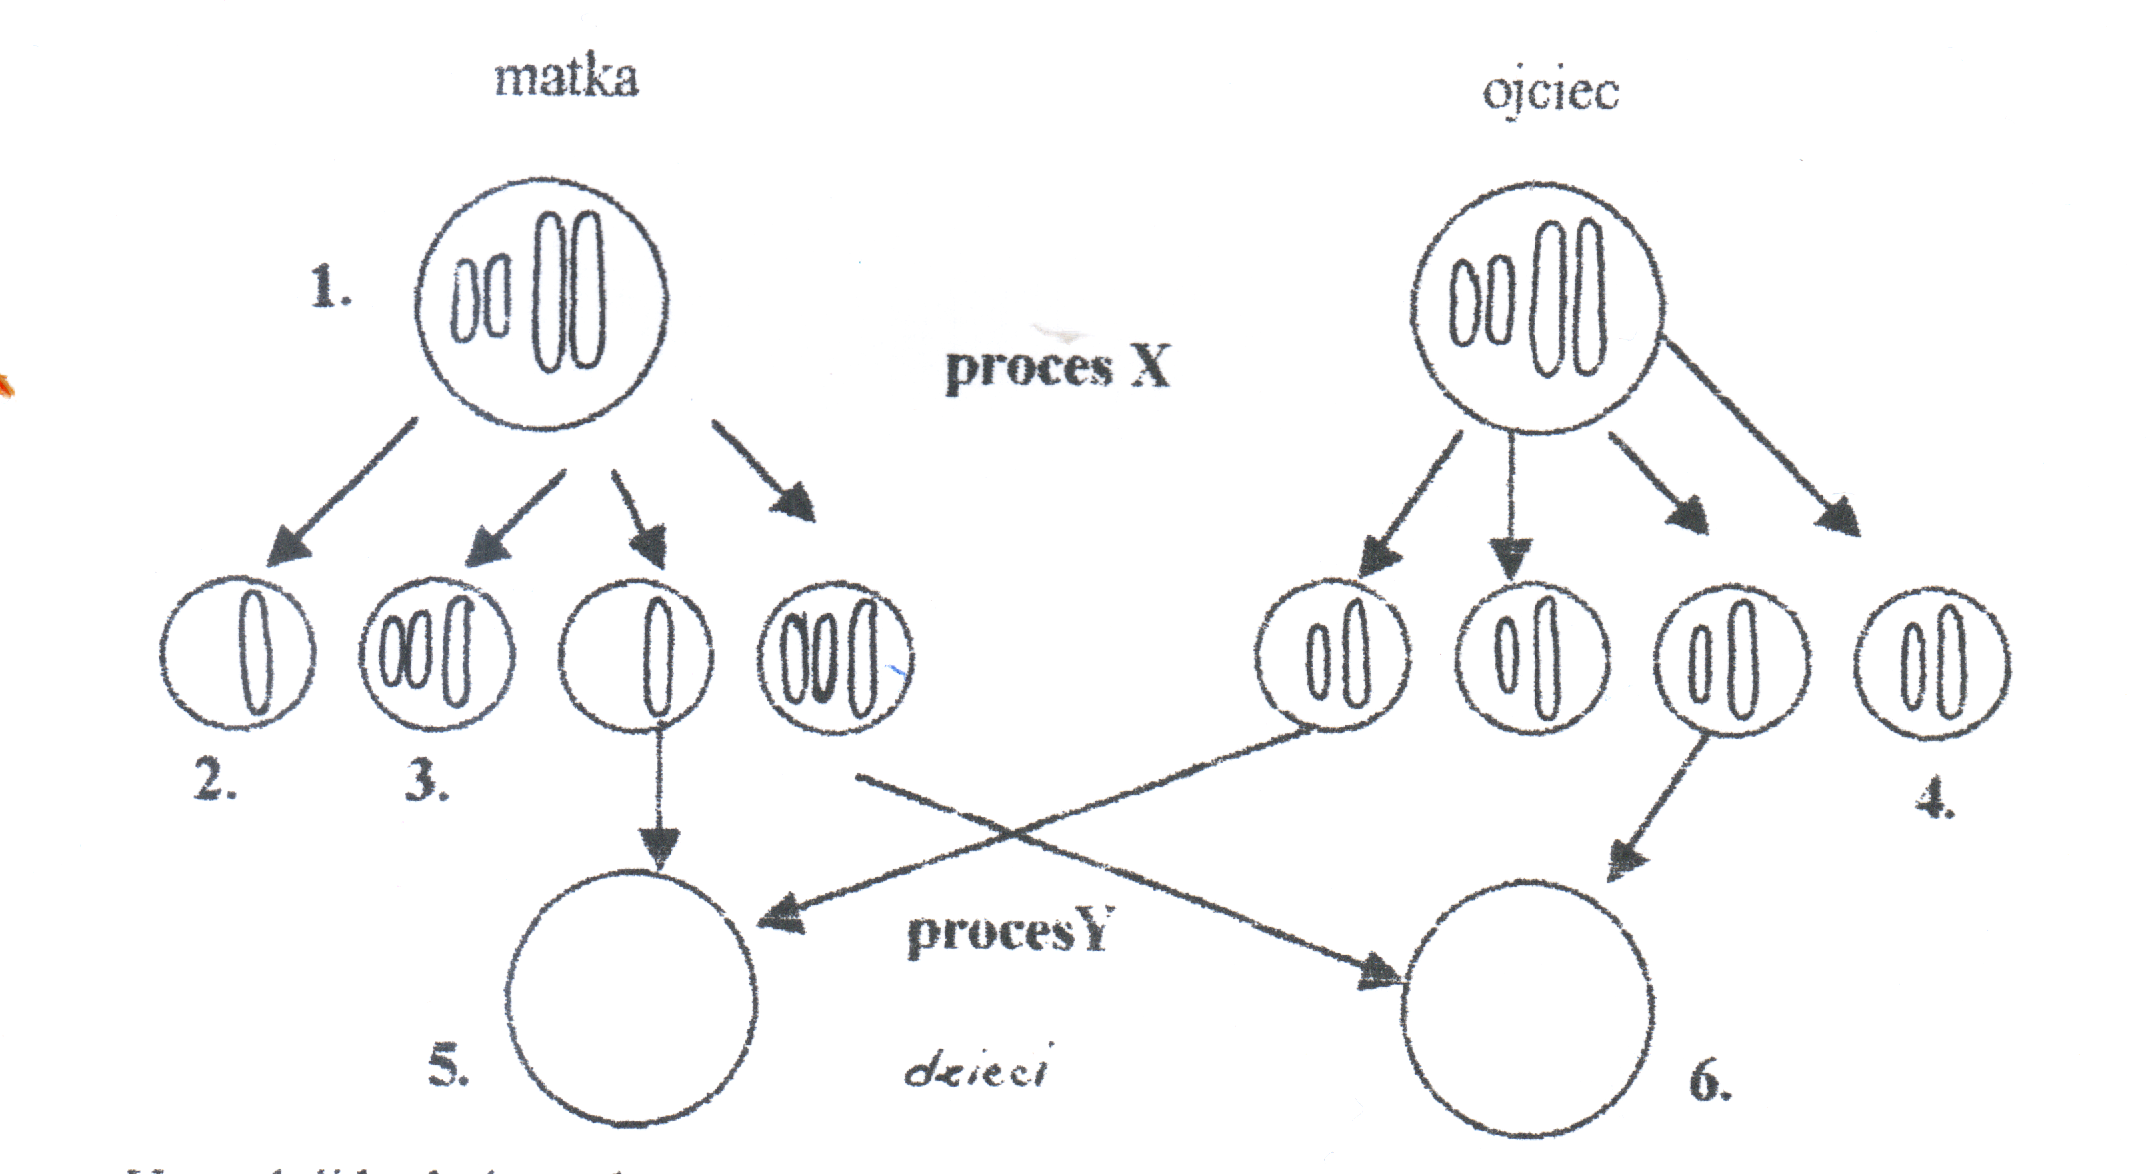 matka
ojciec
1.
proces X
2.
3.
4.
procesY
5.
dzieci
6.